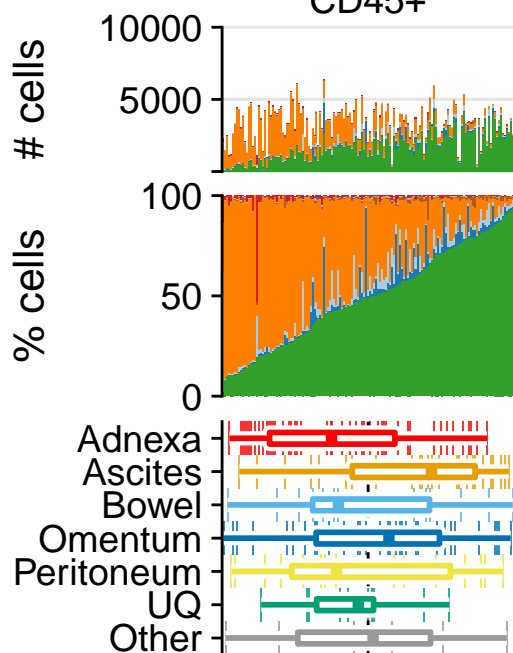 CD45+
10000
5000
# cells
100
50
0
% cells
Adnexa
Ascites
Bowel
Omentum
Peritoneum
UQ
Other